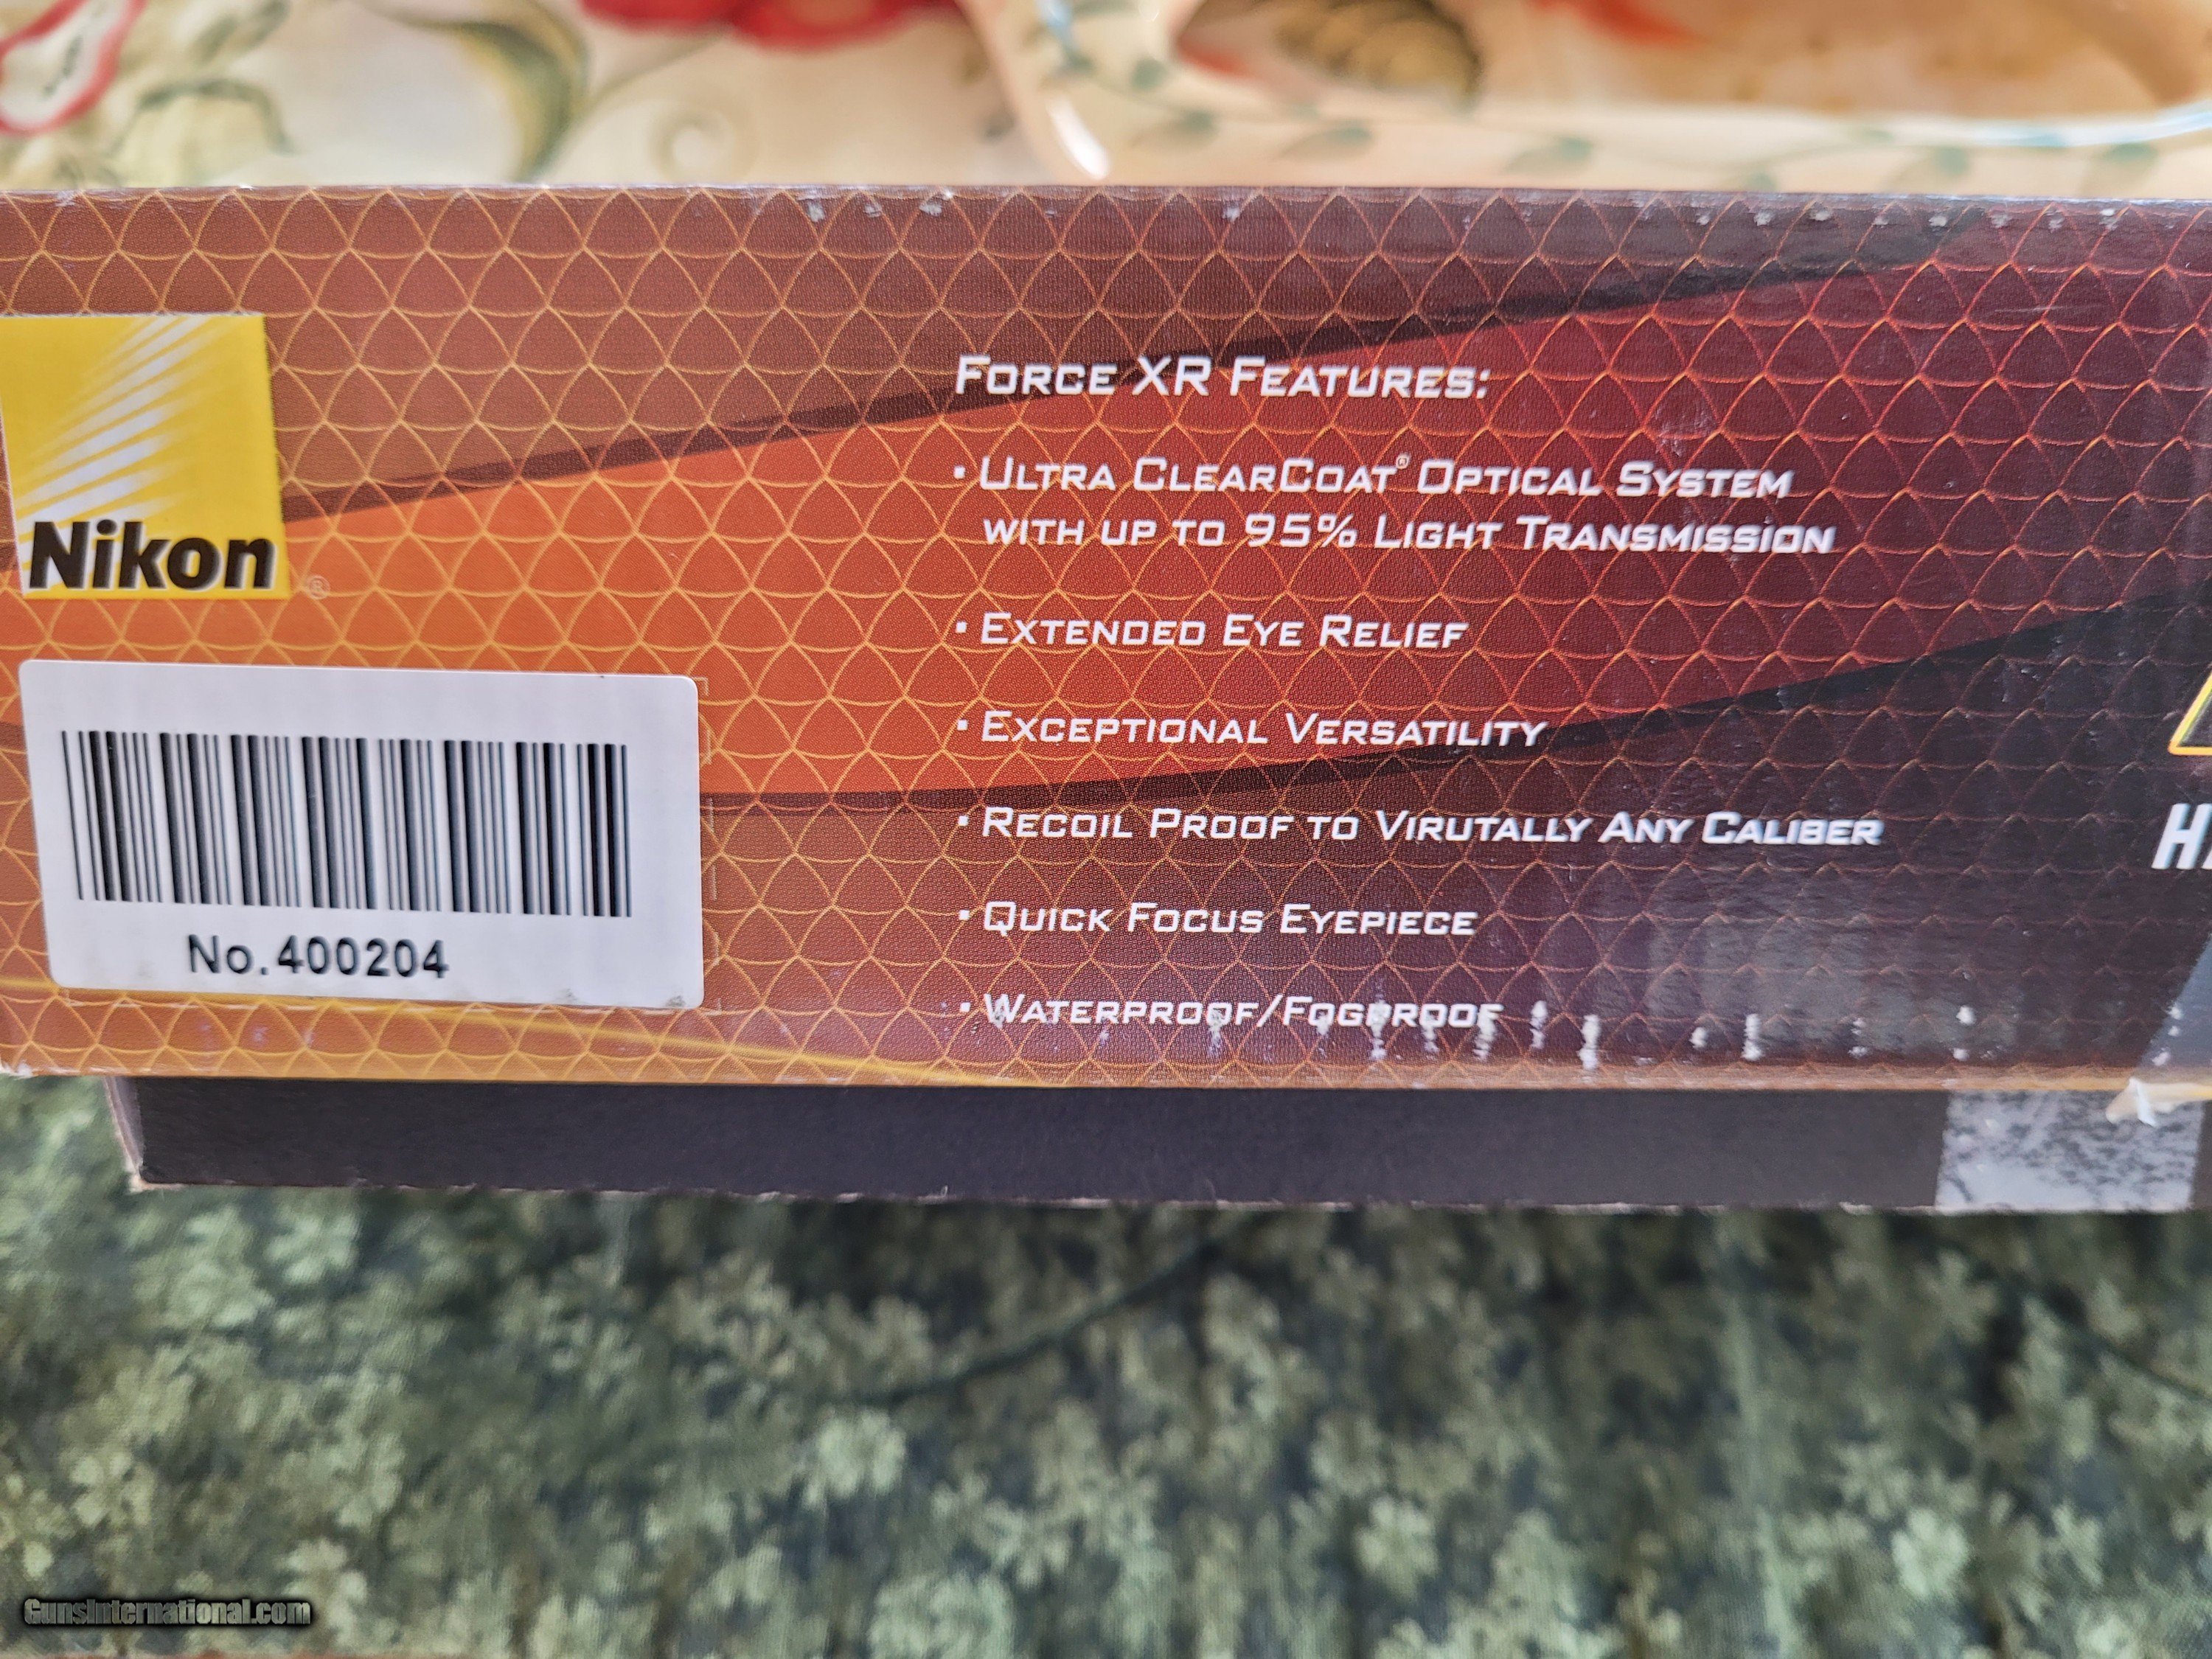 Nikon®
FORCE XR FEATURES:
· ULTRA CLEARCOAT® OPTICAL SYSTEM
WITH UP TO 95% LIGHT TRANSMISSION
· EXTENDED EYE RELIEF
· EXCEPTIONAL VERSATILITY
· RECOIL PROOF TO VIRUTALLY ANY CALIBER
· QUICK FOCUS EYEPIECE
· WATERPROOF/FOGPROOF
No.400204
GunsInternational.com